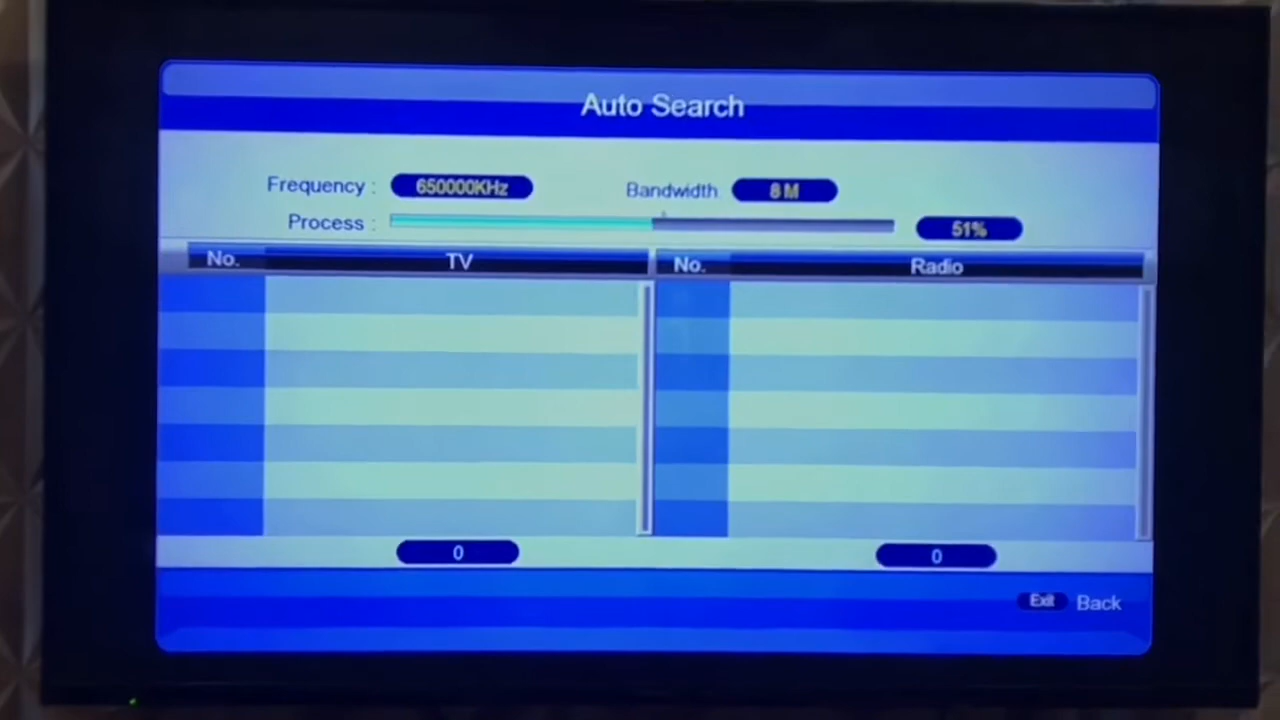 Auto Search
Frequency : 650000KHz Bandwidth 8 M
Process : 51%
No. TV No. Radio
0 0
Exit Back